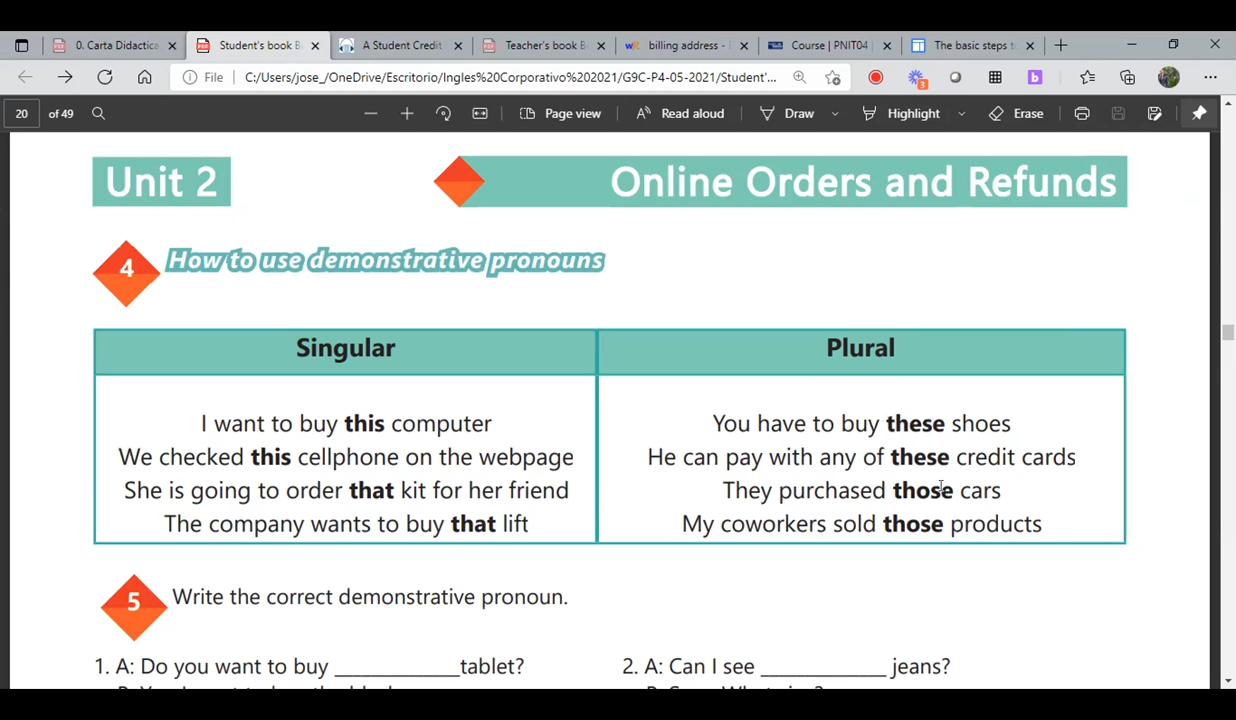 0. Carta Didactica
Student's book B
A Student Credit
Teacher's book B
billing address -
Course | PNIT04
The basic steps t
File
C:/Users/jose_/OneDrive/Escritorio/Ingles%20Corporativo%202021/G9C-P4-05-2021/Student'...
3
b
20 of 49
Page view
Read aloud
Draw
Highlight
Erase
Unit 2
Online Orders and Refunds
4
How to use demonstrative pronouns
Singular
Plural
I want to buy this computer
You have to buy these shoes
We checked this cellphone on the webpage
He can pay with any of these credit cards
She is going to order that kit for her friend
They purchased those cars
The company wants to buy that lift
My coworkers sold those products
5
Write the correct demonstrative pronoun.
1. A: Do you want to buy _____________tablet?
2. A: Can I see _____________ jeans?